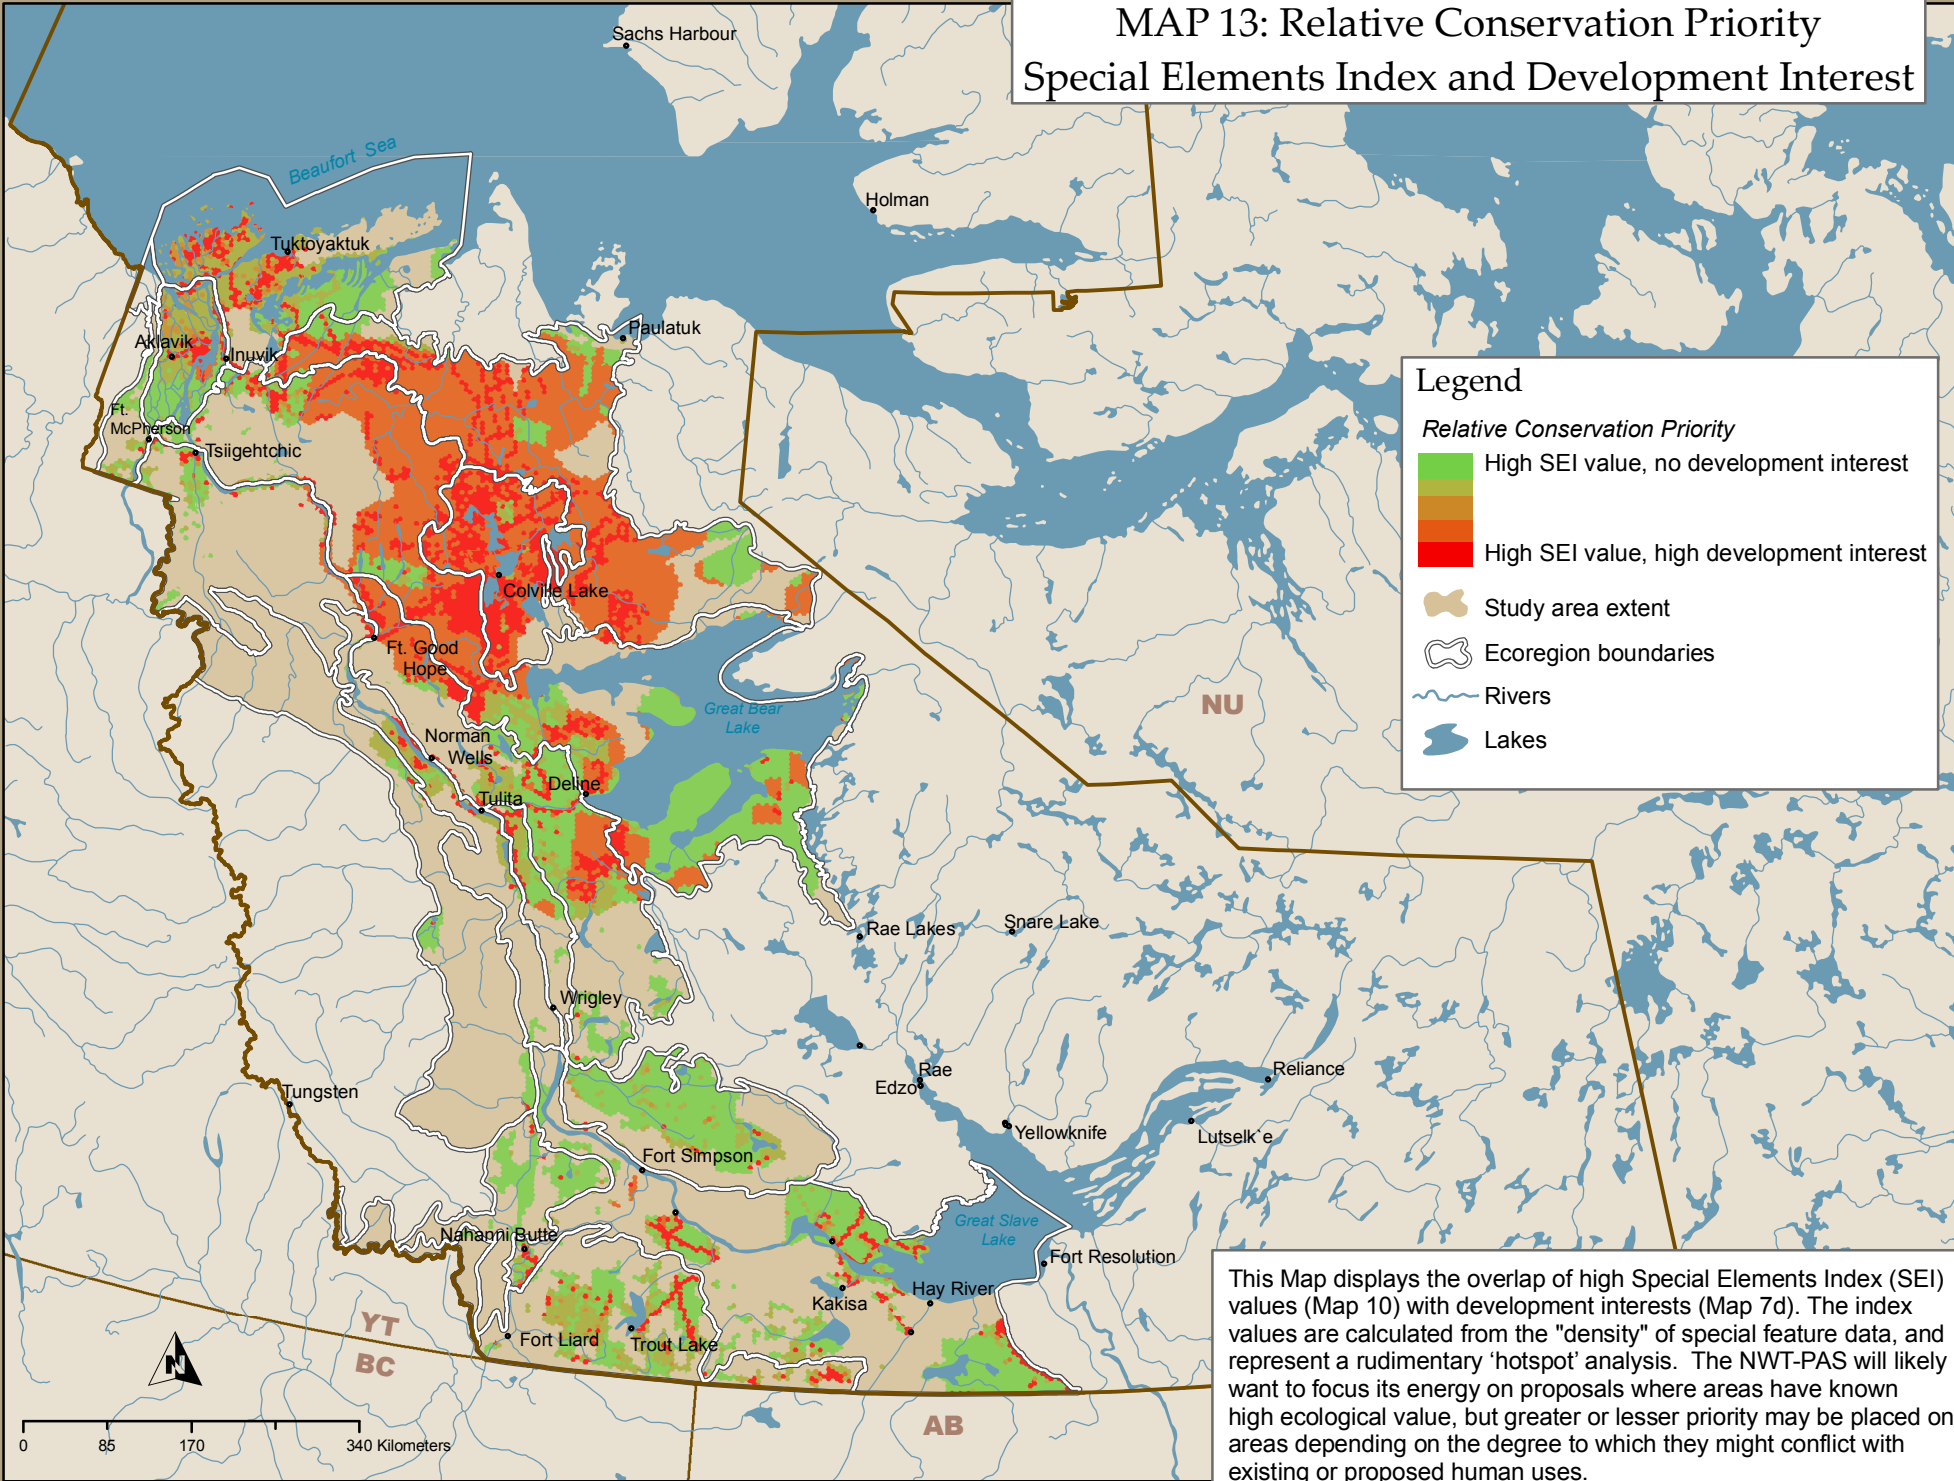 MAP 13: Relative Conservation Priority
Special Elements Index and Development Interest
Sachs Harbour
Beaufort Sea
Holman
Tuktoyaktuk
Paulatuk
Aklavik
Inuvik
Ft.
McPherson
Tsiigehtchic
Colville Lake
Ft. Good
Hope
Great Bear
Lake
NU
Norman
Wells
Deline
Tulita
Rae Lakes
Snare Lake
Wrigley
Rae
Edzo
Reliance
Tungsten
Yellowknife
Lutselk`e
Fort Simpson
Great Slave
Lake
Nahanni Butte
Fort Resolution
Hay River
Kakisa
Fort Liard
Trout Lake
YT
BC
AB
N
0 85 170 340 Kilometers
Legend
Relative Conservation Priority
High SEI value, no development interest
High SEI value, high development interest
Study area extent
Ecoregion boundaries
Rivers
Lakes
This Map displays the overlap of high Special Elements Index (SEI)
values (Map 10) with development interests (Map 7d). The index
values are calculated from the "density" of special feature data, and
represent a rudimentary ‘hotspot’ analysis. The NWT-PAS will likely
want to focus its energy on proposals where areas have known
high ecological value, but greater or lesser priority may be placed on
areas depending on the degree to which they might conflict with
existing or proposed human uses.